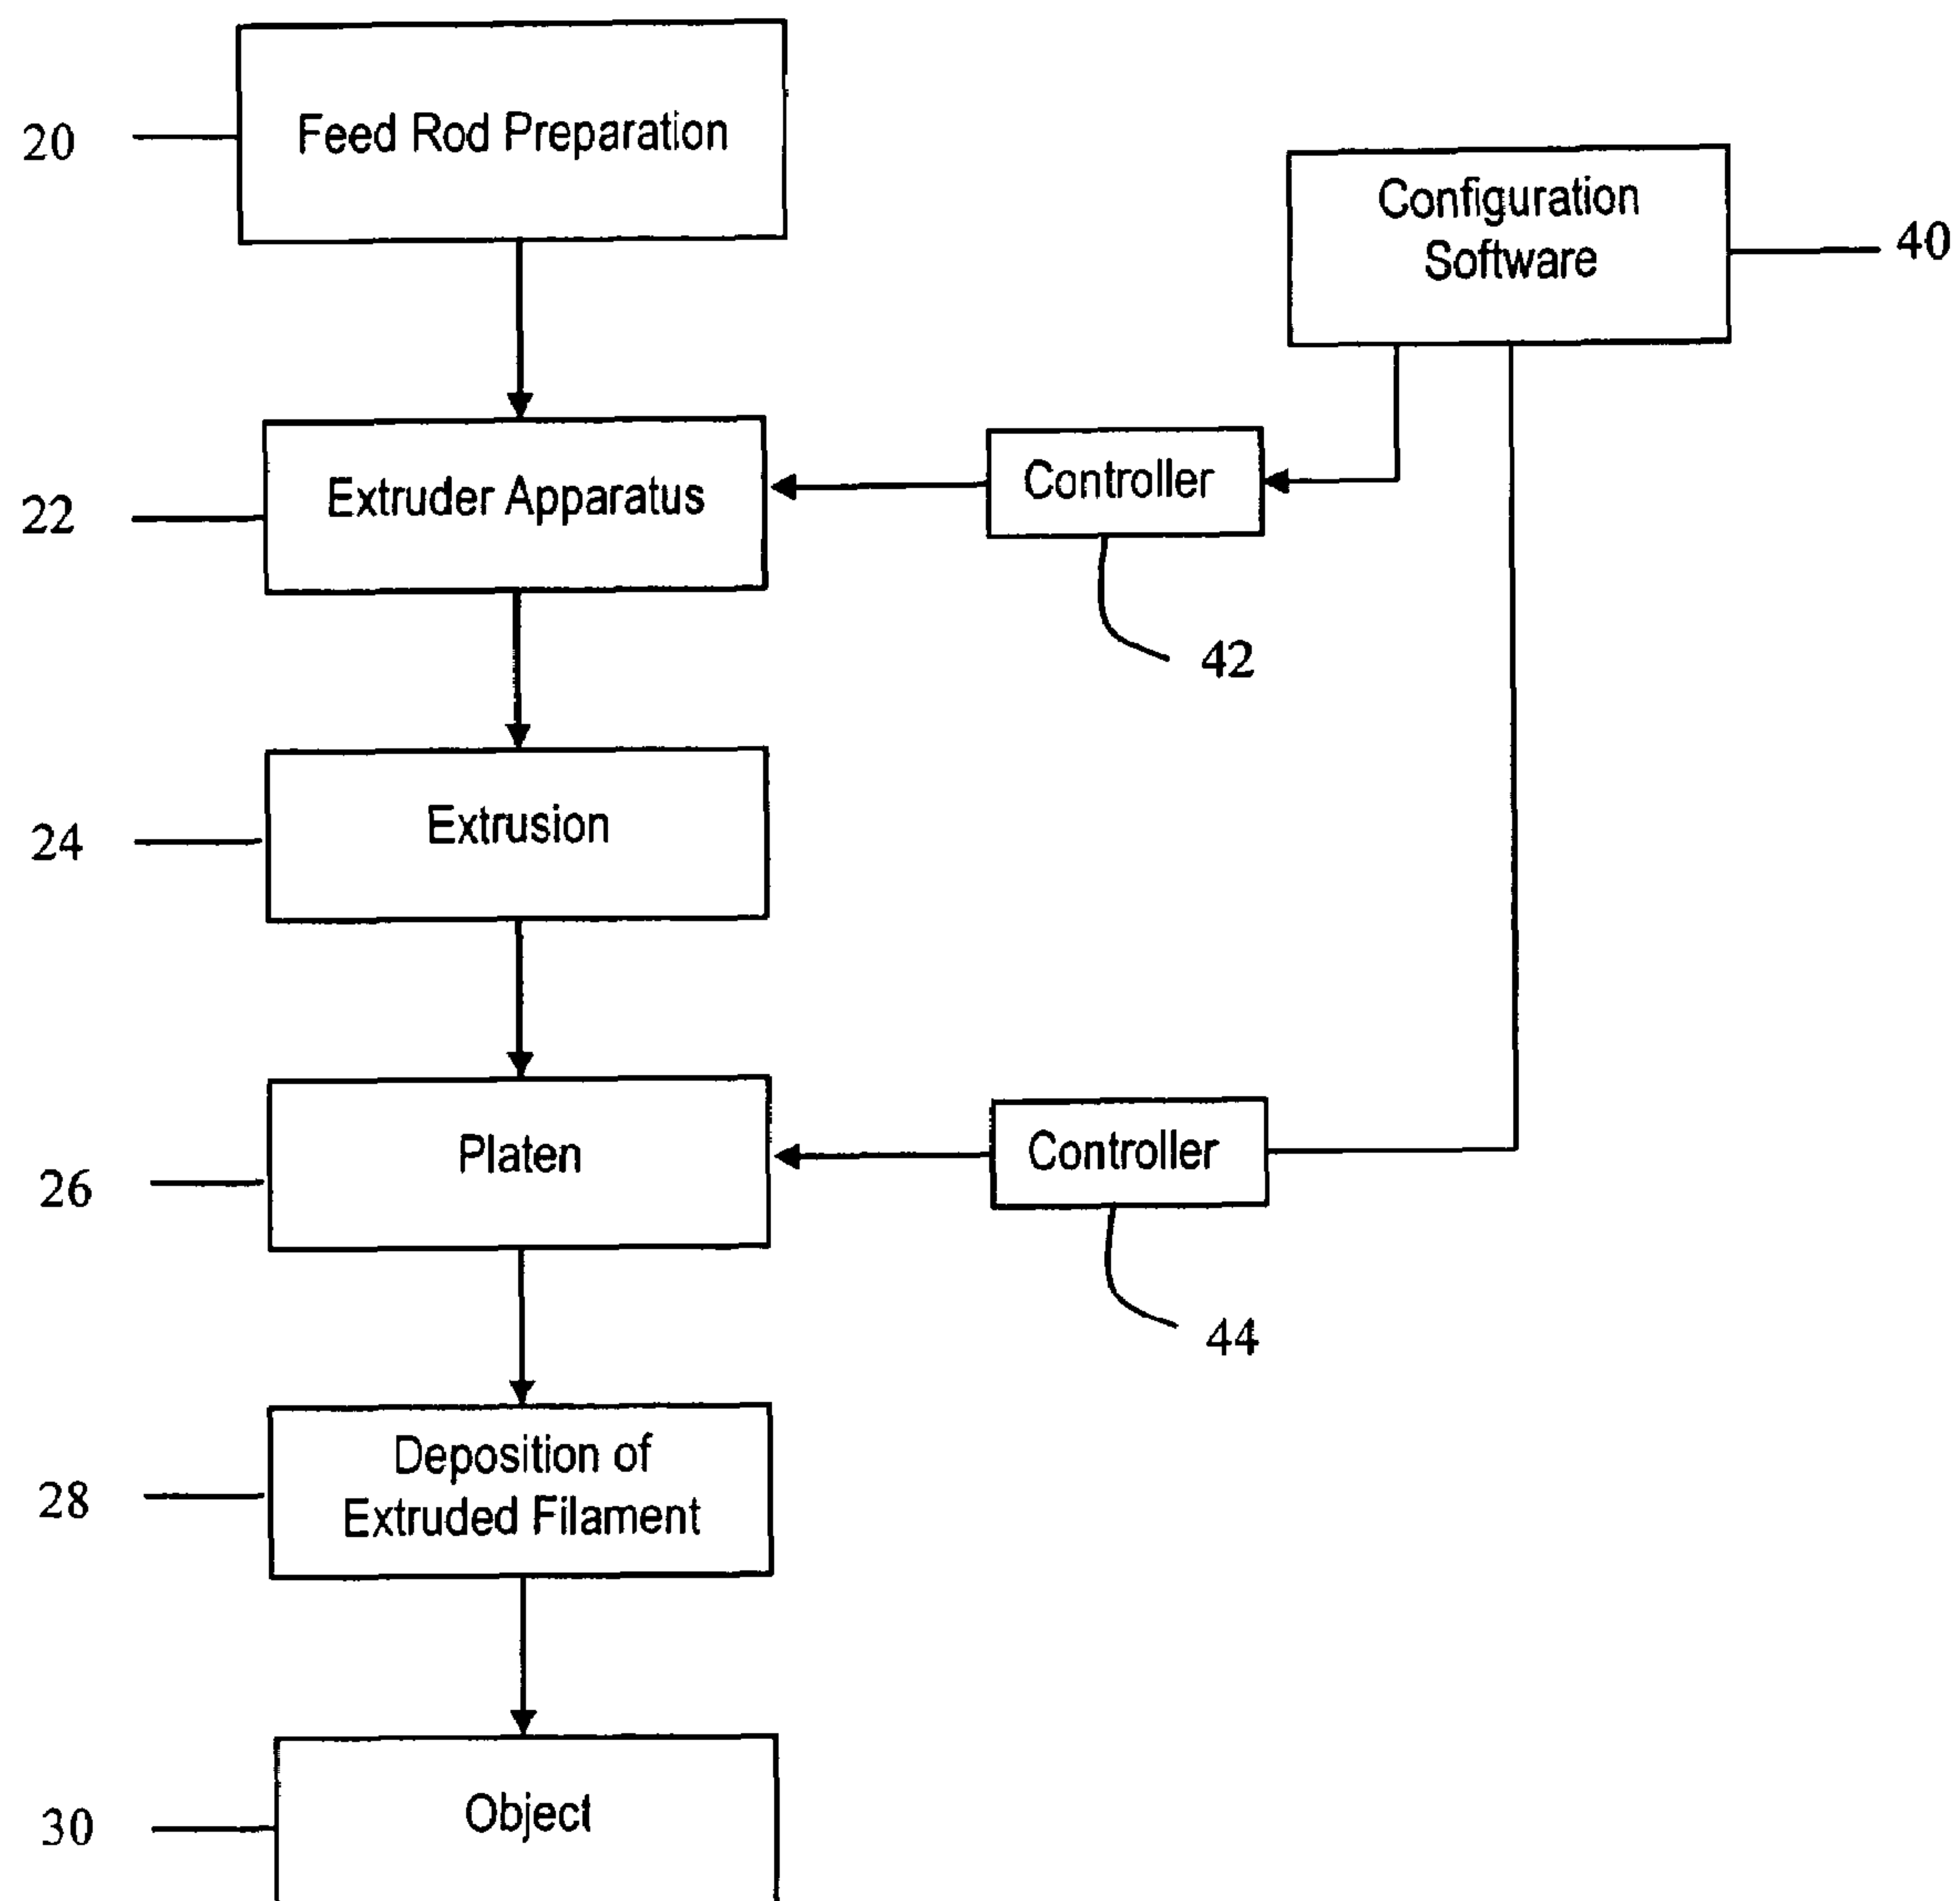 20
Feed Rod Preparation
Configuration
Software
40
22
Extruder Apparatus
Controller
42
24
Extrusion
26
Platen
Controller
44
28
Deposition of
Extruded Filament
30
Object